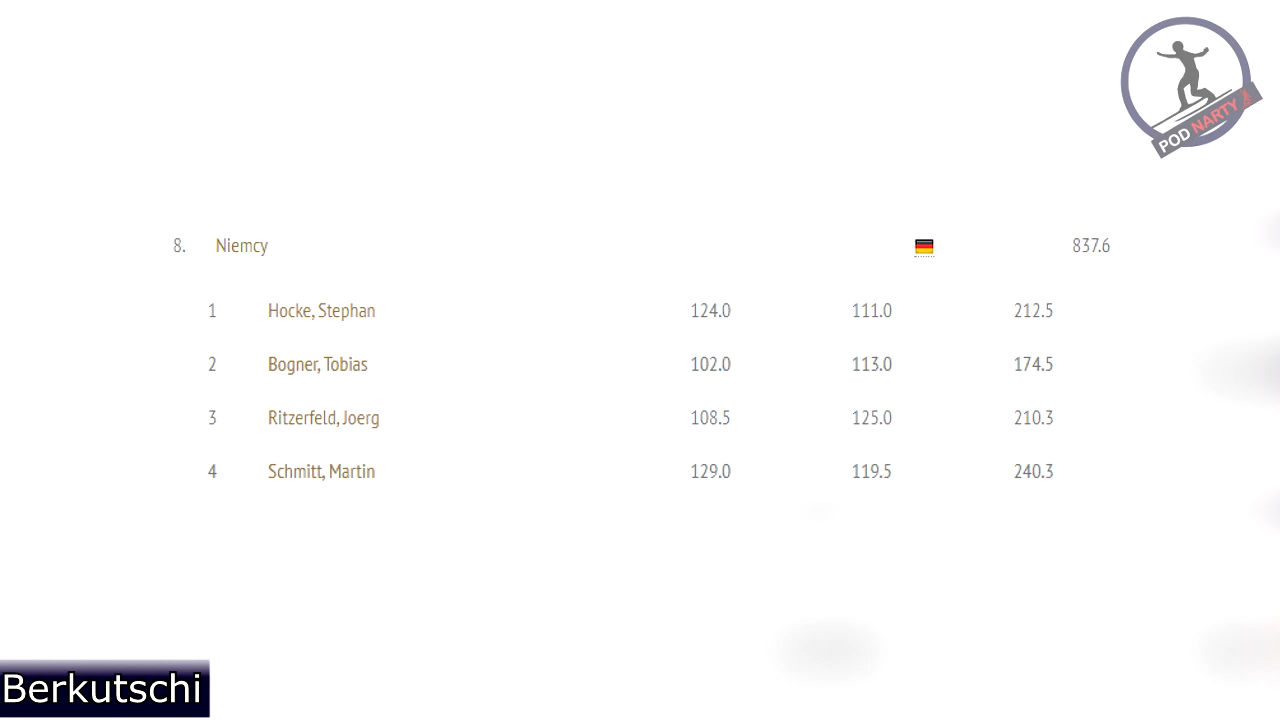 POD NARTY
8. Niemcy 837.6
1 Hocke, Stephan 124.0 111.0 212.5
2 Bogner, Tobias 102.0 113.0 174.5
3 Ritzerfeld, Joerg 108.5 125.0 210.3
4 Schmitt, Martin 129.0 119.5 240.3
Berkutschi